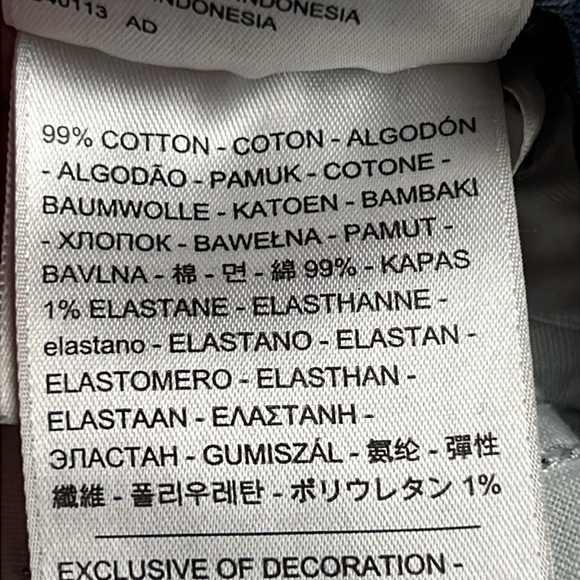 INDONESIA
INDONESIA
40113 AD
99% COTTON - COTON - ALGODÓN
- ALGODÃO - PAMUK - COTONE -
BAUMWOLLE - KATOEN - BAMBAKI
- ХЛОПОК - BAWEŁNA - PAMUT -
BAVLNA - 棉 - 면 - 綿 99% - KAPAS
1% ELASTANE - ELASTHANNE -
elastano - ELASTANO - ELASTAN -
ELASTOMERO - ELASTHAN -
ELASTAAN - ΕΛΑΣΤΑΝΗ -
ЭЛАСТАН - GUMISZÁL - 氨纶 - 彈性
纖維 - 폴리우레탄 - ポリウレタン 1%
EXCLUSIVE OF DECORATION -